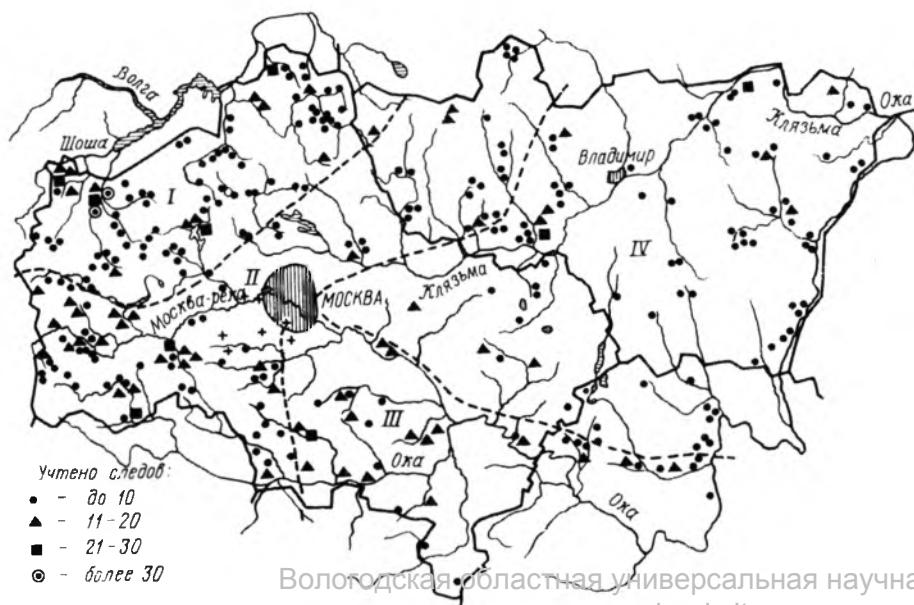 Волга
Шоша
I
Клязьма
Ока
Владимир
IV
II
МОСКВА
Клязьма
Москва-река
III
Ока
Ока
Учтено следов:
• - до 10
▲ - 11-20
■ - 21-30
◉ - более 30
Вологодская областная универсальная научна